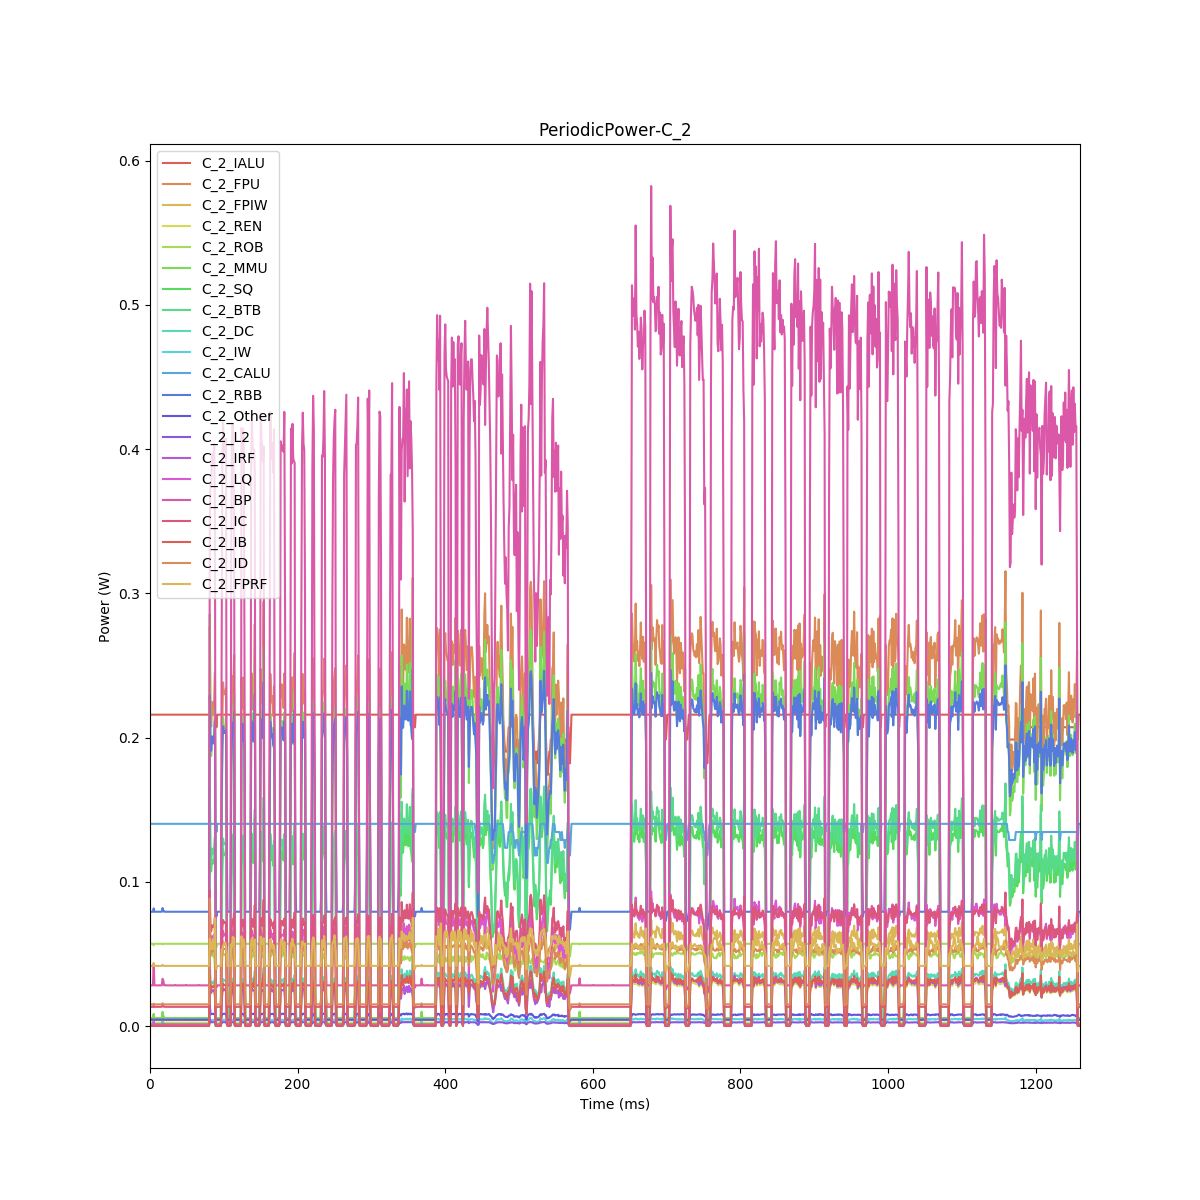 PeriodicPower-C_2
0.6
0.5
0.4
0.3
0.2
0.1
0.0
Power (W)
C_2_IALU
C_2_FPU
C_2_FPIW
C_2_REN
C_2_ROB
C_2_MMU
C_2_SQ
C_2_BTB
C_2_DC
C_2_IW
C_2_CALU
C_2_RBB
C_2_Other
C_2_L2
C_2_IRF
C_2_LQ
C_2_BP
C_2_IC
C_2_IB
C_2_ID
C_2_FPRF
0 200 400 600 800 1000 1200
Time (ms)